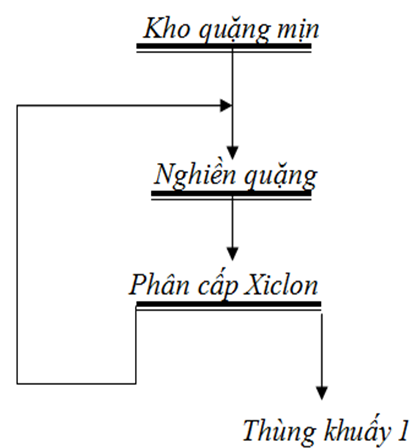 Kho quặng mịn
Nghiền quặng
Phân cấp Xiclon
Thùng khuấy 1